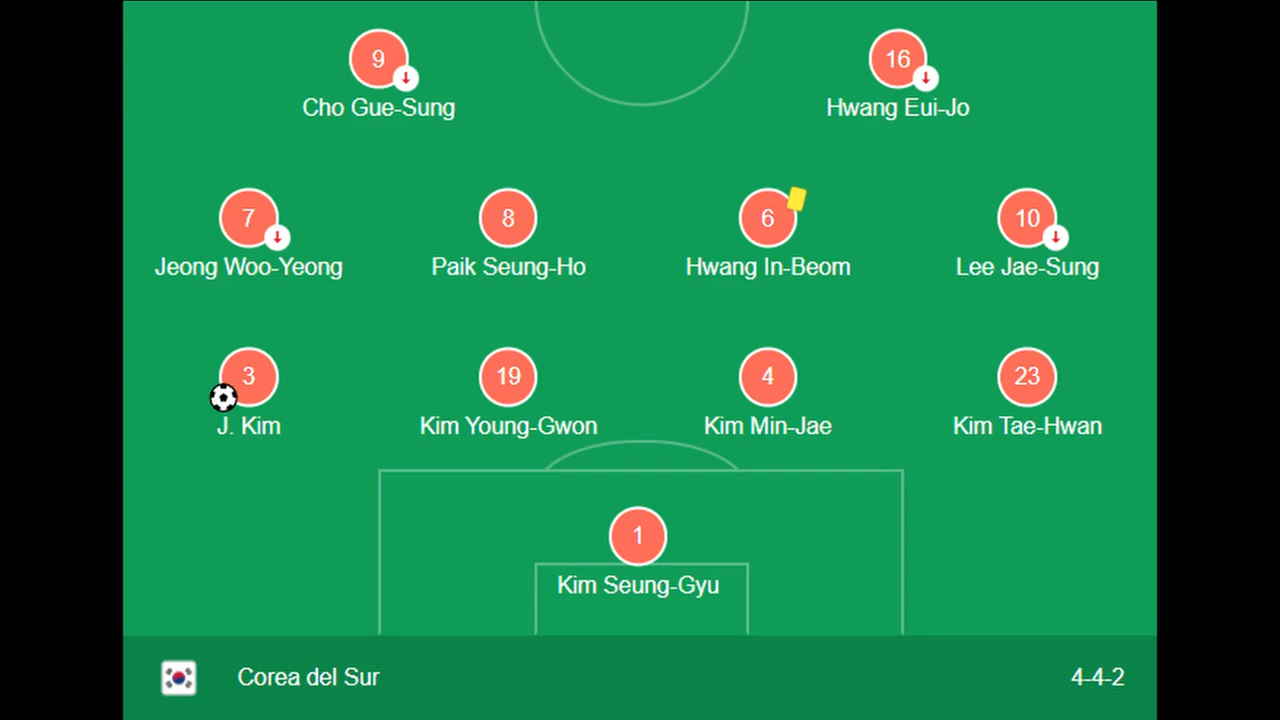 9
16
Cho Gue-Sung
Hwang Eui-Jo
7
8
6
10
Jeong Woo-Yeong
Paik Seung-Ho
Hwang In-Beom
Lee Jae-Sung
3
19
4
23
J. Kim
Kim Young-Gwon
Kim Min-Jae
Kim Tae-Hwan
1
Kim Seung-Gyu
Corea del Sur
4-4-2